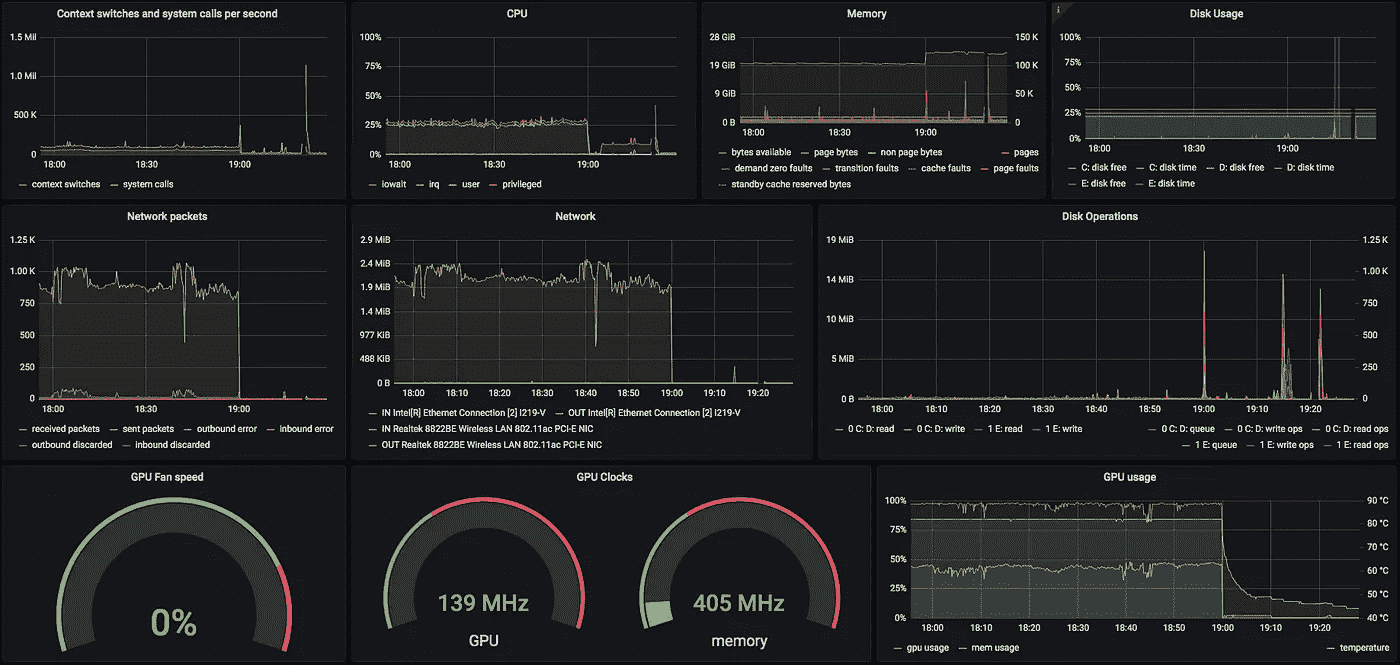 Context switches and system calls per second
1.5 Mil
1.0 Mil
500 K
0
18:00 18:30 19:00
context switches system calls
CPU
100%
75%
50%
25%
0%
18:00 18:30 19:00
iowait irq user privileged
Memory
28 GiB 150 K
19 GiB 100 K
9 GiB 50 K
0 B 0
18:00 18:30 19:00
bytes available page bytes non page bytes pages
demand zero faults transition faults cache faults page faults
standby cache reserved bytes
i
Disk Usage
100%
75%
50%
25%
0%
18:00 18:30 19:00
C: disk free C: disk time D: disk free D: disk time
E: disk free E: disk time
Network packets
1.25 K
1.00 K
750
500
250
0
18:00 18:30 19:00
received packets sent packets outbound error inbound error
outbound discarded inbound discarded
Network
2.9 MiB
2.4 MiB
1.9 MiB
1.4 MiB
977 KiB
488 KiB
0 B
18:00 18:10 18:20 18:30 18:40 18:50 19:00 19:10 19:20
IN Intel[R] Ethernet Connection [2] I219-V OUT Intel[R] Ethernet Connection [2] I219-V
IN Realtek 8822BE Wireless LAN 802.11ac PCI-E NIC
OUT Realtek 8822BE Wireless LAN 802.11ac PCI-E NIC
Disk Operations
19 MiB 1.25 K
14 MiB 1.00 K
750
10 MiB 500
5 MiB 250
0 B 0
18:00 18:10 18:20 18:30 18:40 18:50 19:00 19:10 19:20
0 C: D: read 0 C: D: write 1 E: read 1 E: write 0 C: D: queue 0 C: D: write ops 0 C: D: read ops
1 E: queue 1 E: write ops 1 E: read ops
GPU Fan speed
0%
GPU Clocks
139 MHz
GPU
405 MHz
memory
GPU usage
100% 90 °C
80 °C
75% 70 °C
50% 60 °C
25% 50 °C
0% 40 °C
18:00 18:10 18:20 18:30 18:40 18:50 19:00 19:10 19:20
gpu usage mem usage temperature